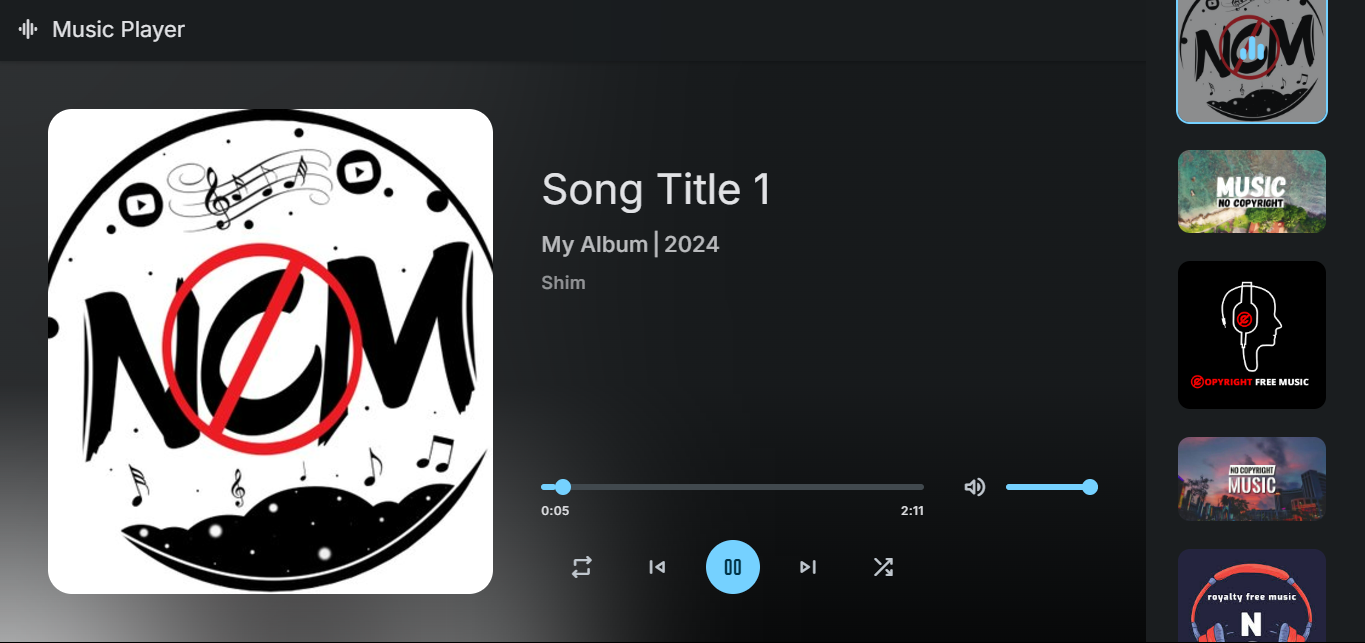 Music Player
NCM
Song Title 1
My Album | 2024
Shim
0:05
2:11
NCM
MUSIC
NO COPYRIGHT
COPYRIGHT FREE MUSIC
NO COPYRIGHT
MUSIC
royalty free music
N